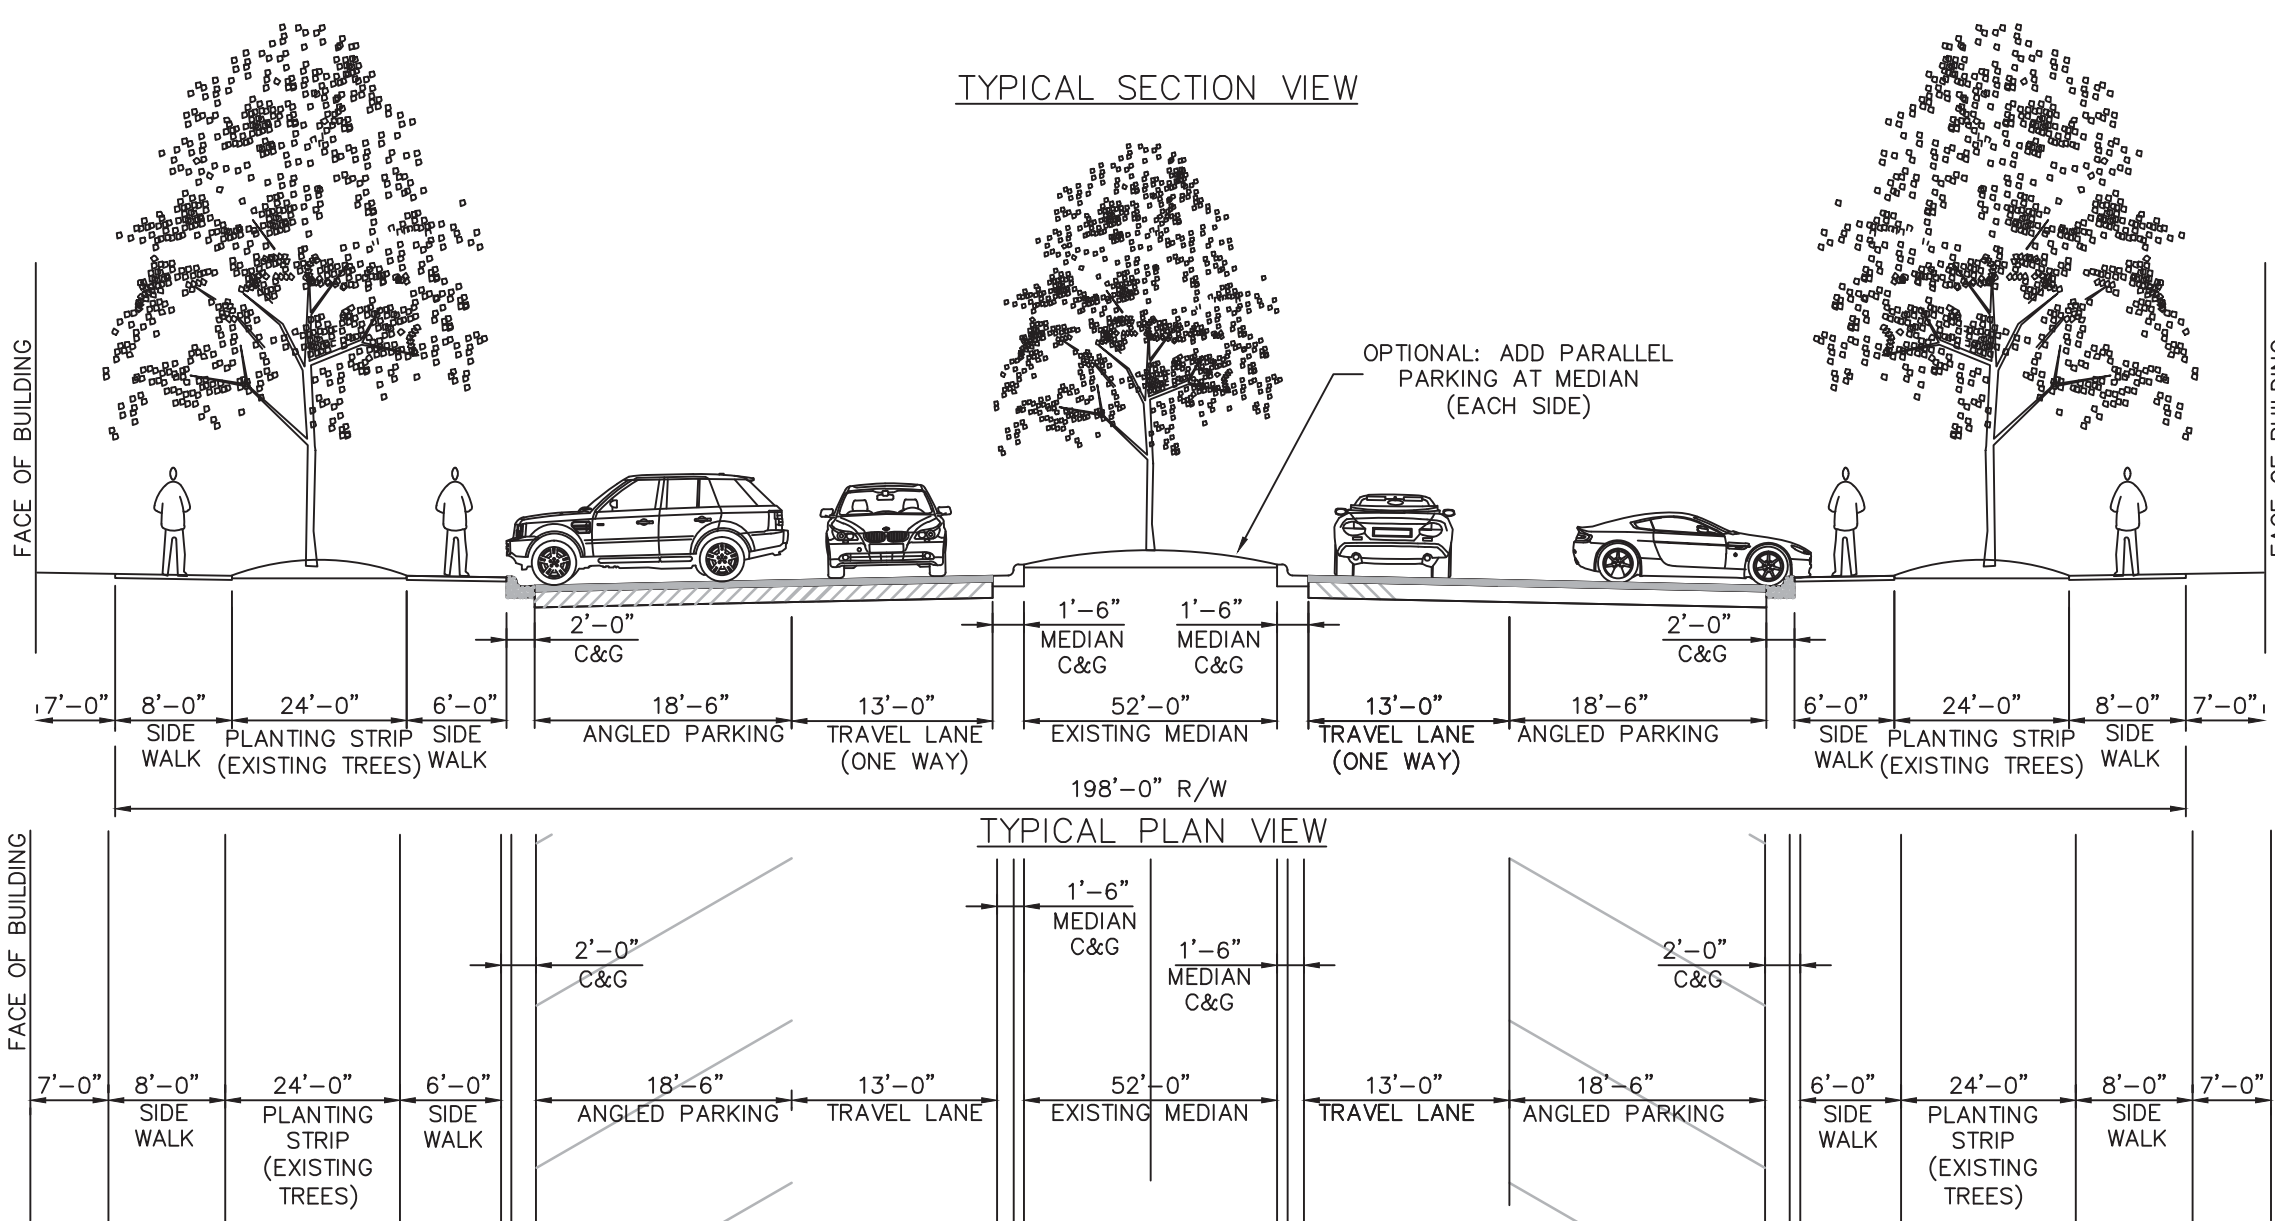 TYPICAL SECTION VIEW
OPTIONAL: ADD PARALLEL
PARKING AT MEDIAN
(EACH SIDE)
FACE OF BUILDING
FACE OF BUILDING
2'-0"
C&G
1'-6"
MEDIAN
C&G
1'-6"
MEDIAN
C&G
2'-0"
C&G
7'-0"
8'-0"
SIDE
WALK
24'-0"
PLANTING STRIP
(EXISTING TREES)
6'-0"
SIDE
WALK
18'-6"
ANGLED PARKING
13'-0"
TRAVEL LANE
(ONE WAY)
52'-0"
EXISTING MEDIAN
13'-0"
TRAVEL LANE
(ONE WAY)
18'-6"
ANGLED PARKING
6'-0"
SIDE
WALK
24'-0"
PLANTING STRIP
(EXISTING TREES)
8'-0"
SIDE
WALK
7'-0"
198'-0" R/W
TYPICAL PLAN VIEW
FACE OF BUILDING
2'-0"
C&G
1'-6"
MEDIAN
C&G
1'-6"
MEDIAN
C&G
2'-0"
C&G
7'-0"
8'-0"
SIDE
WALK
24'-0"
PLANTING
STRIP
(EXISTING
TREES)
6'-0"
SIDE
WALK
18'-6"
ANGLED PARKING
13'-0"
TRAVEL LANE
52'-0"
EXISTING MEDIAN
13'-0"
TRAVEL LANE
18'-6"
ANGLED PARKING
6'-0"
SIDE
WALK
24'-0"
PLANTING
STRIP
(EXISTING
TREES)
8'-0"
SIDE
WALK
7'-0"